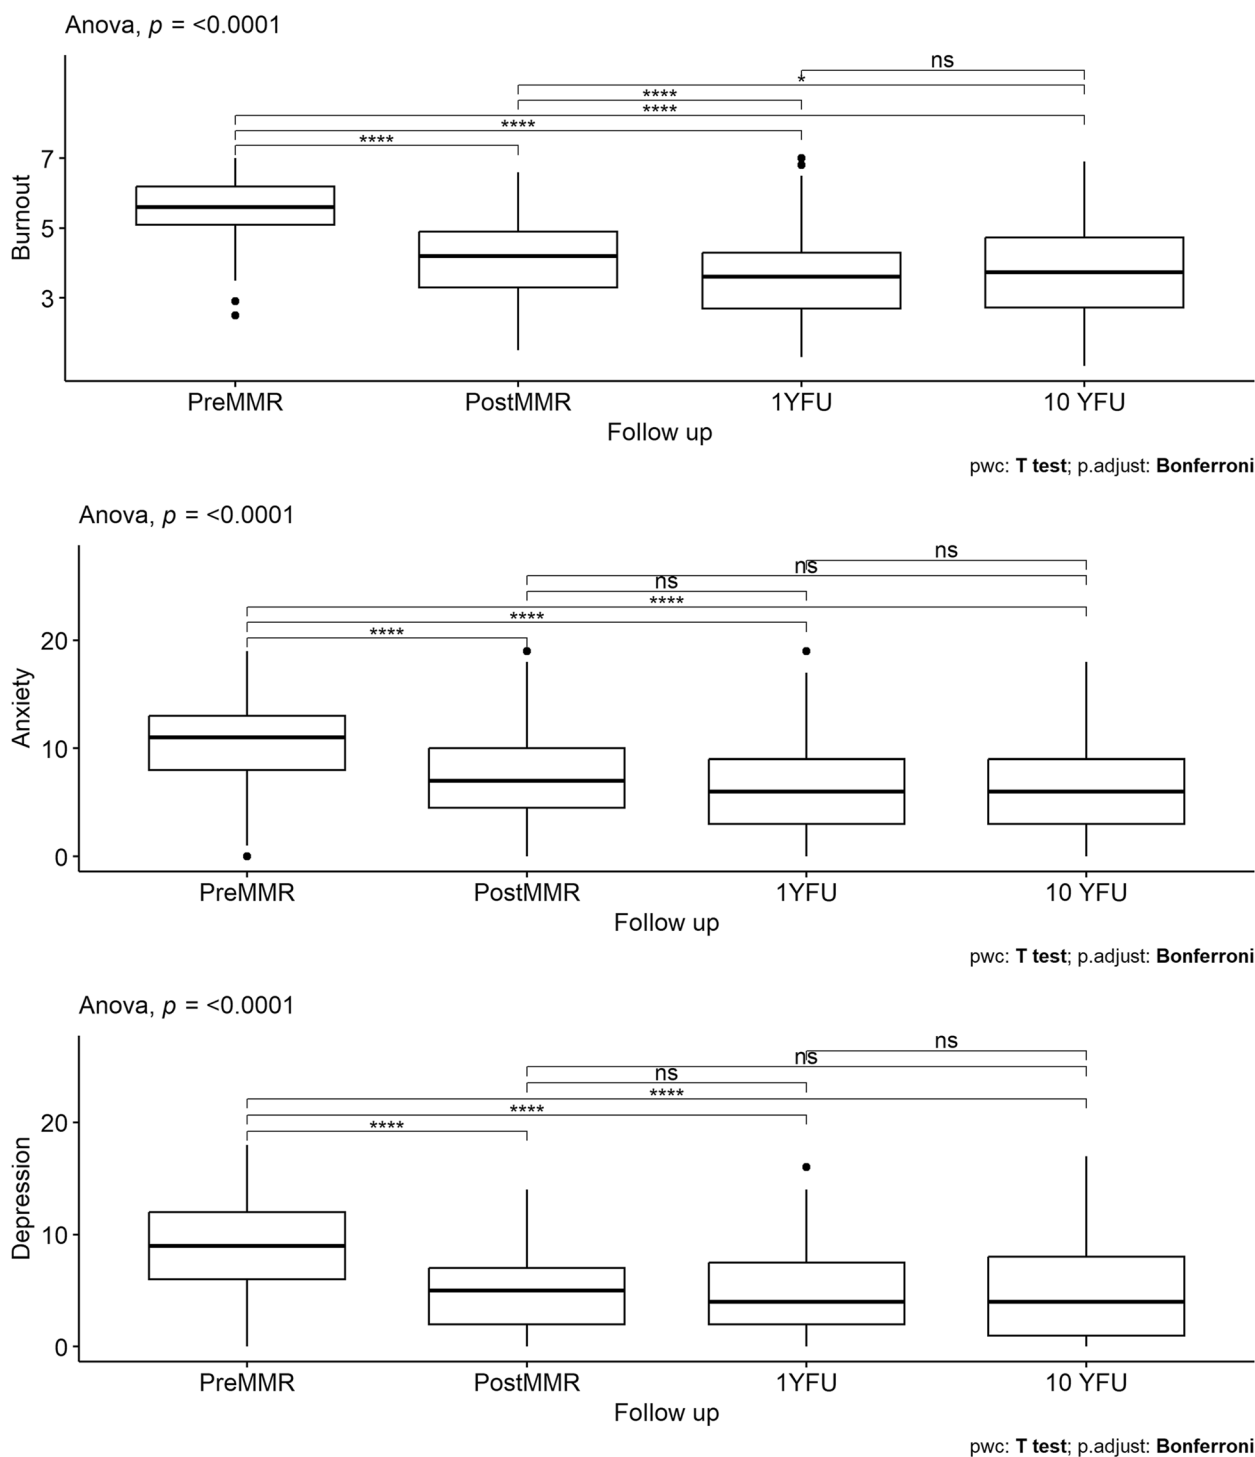 Anova, p = <0.0001
ns
*
****
****
****
****
7
5
3
Burnout
PreMMR PostMMR 1YFU 10 YFU
Follow up
pwc: T test; p.adjust: Bonferroni
Anova, p = <0.0001
ns
ns
ns
****
****
****
20
10
0
Anxiety
PreMMR PostMMR 1YFU 10 YFU
Follow up
pwc: T test; p.adjust: Bonferroni
Anova, p = <0.0001
ns
ns
ns
****
****
****
20
10
0
Depression
PreMMR PostMMR 1YFU 10 YFU
Follow up
pwc: T test; p.adjust: Bonferroni